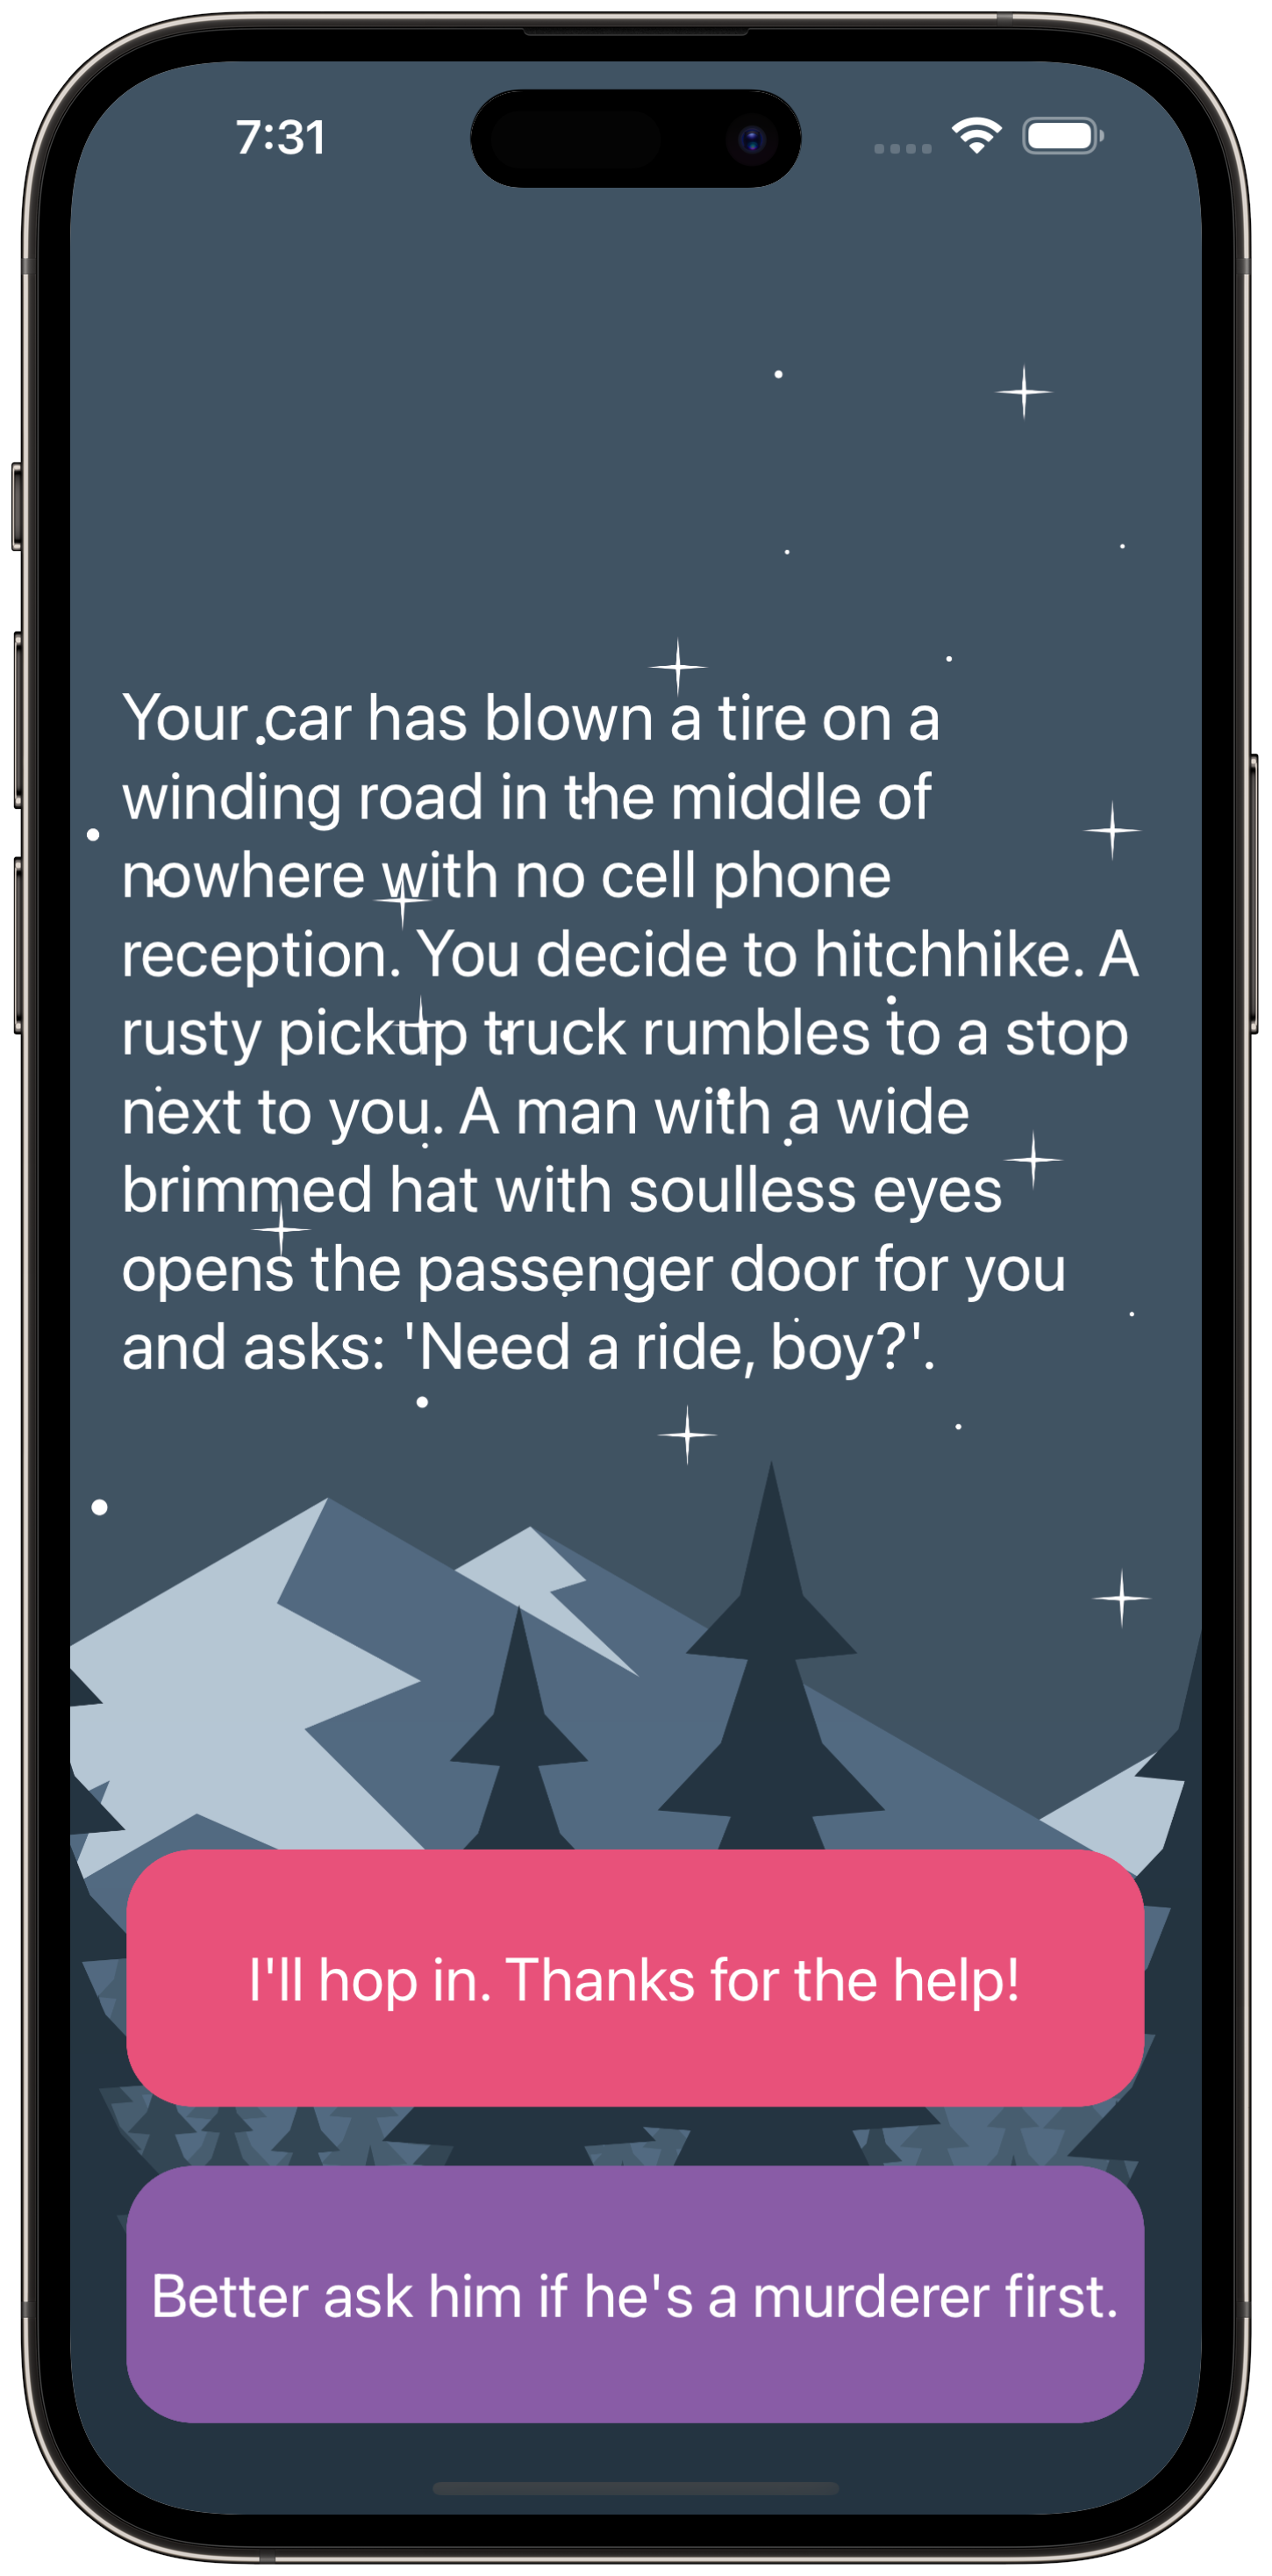 7:31
Your car has blown a tire on a
winding road in the middle of
nowhere with no cell phone
reception. You decide to hitchhike. A
rusty pickup truck rumbles to a stop
next to you. A man with a wide
brimmed hat with soulless eyes
opens the passenger door for you
and asks: 'Need a ride, boy?'.
I'll hop in. Thanks for the help!
Better ask him if he's a murderer first.